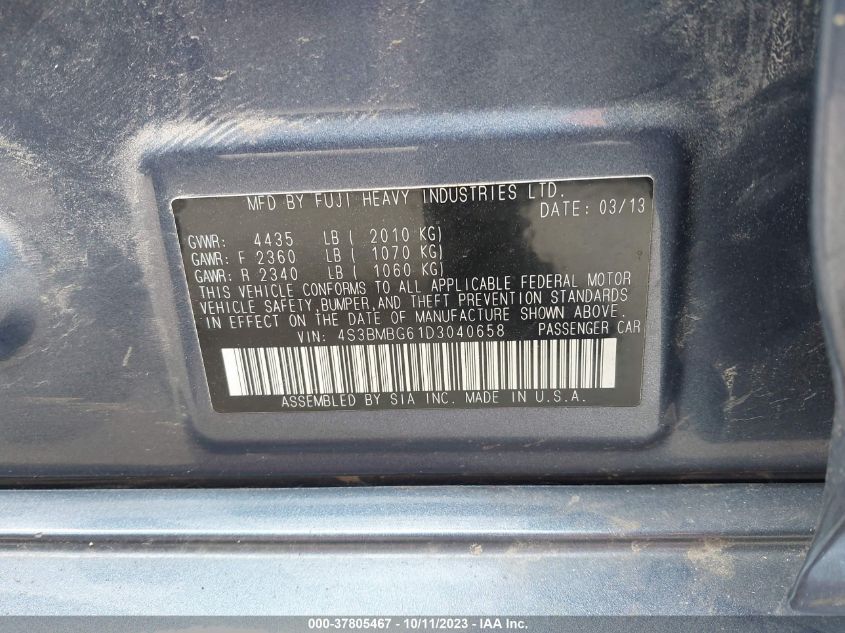 MFD BY FUJI HEAVY INDUSTRIES LTD.
DATE: 03/13
GVWR: 4435 LB ( 2010 KG)
GAWR: F 2360 LB ( 1070 KG)
GAWR: R 2340 LB ( 1060 KG)
THIS VEHICLE CONFORMS TO ALL APPLICABLE FEDERAL MOTOR
VEHICLE SAFETY,BUMPER,AND THEFT PREVENTION STANDARDS
IN EFFECT ON THE DATE OF MANUFACTURE SHOWN ABOVE.
VIN: 4S3BMBG61D3040658 PASSENGER CAR
ASSEMBLED BY SIA INC. MADE IN U.S.A.
000-37805467 - 10/11/2023 - IAA Inc.